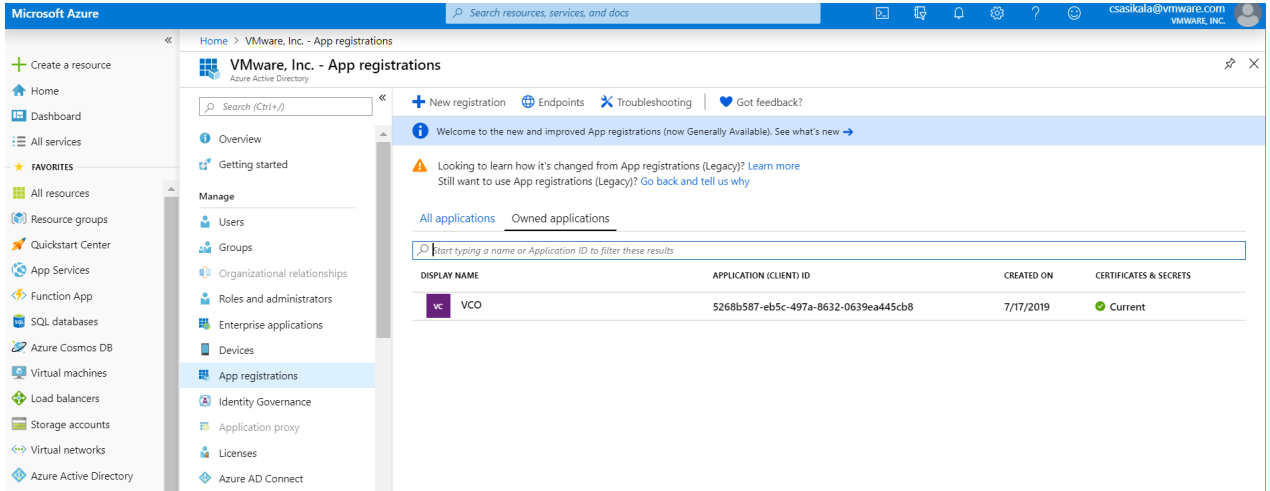 Microsoft Azure
Search resources, services, and docs
csasikala@vmware.com
VMWARE, INC.
Create a resource
Home
Dashboard
All services
FAVORITES
All resources
Resource groups
Quickstart Center
App Services
Function App
SQL databases
Azure Cosmos DB
Virtual machines
Load balancers
Storage accounts
Virtual networks
Azure Active Directory
Home > VMware, Inc. - App registrations
VMware, Inc. - App registrations
Azure Active Directory
Search (Ctrl+/)
Overview
Getting started
Manage
Users
Groups
Organizational relationships
Roles and administrators
Enterprise applications
Devices
App registrations
Identity Governance
Application proxy
Licenses
Azure AD Connect
New registration Endpoints Troubleshooting Got feedback?
Welcome to the new and improved App registrations (now Generally Available). See what's new →
Looking to learn how it's changed from App registrations (Legacy)? Learn more
Still want to use App registrations (Legacy)? Go back and tell us why
All applications Owned applications
Start typing a name or Application ID to filter these results
DISPLAY NAME APPLICATION (CLIENT) ID CREATED ON CERTIFICATES & SECRETS
VC VCO 5268b587-eb5c-497a-8632-0639ea445cb8 7/17/2019 Current